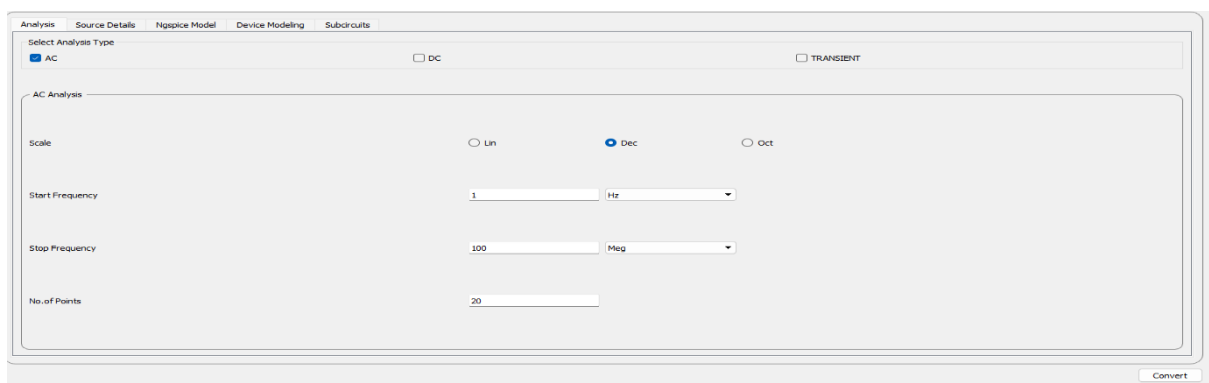 Analysis Source Details Ngspice Model Device Modeling Subcircuits
Select Analysis Type
AC DC TRANSIENT
AC Analysis
Scale Lin Dec Oct
Start Frequency 1 Hz
Stop Frequency 100 Meg
No.of Points 20
Convert